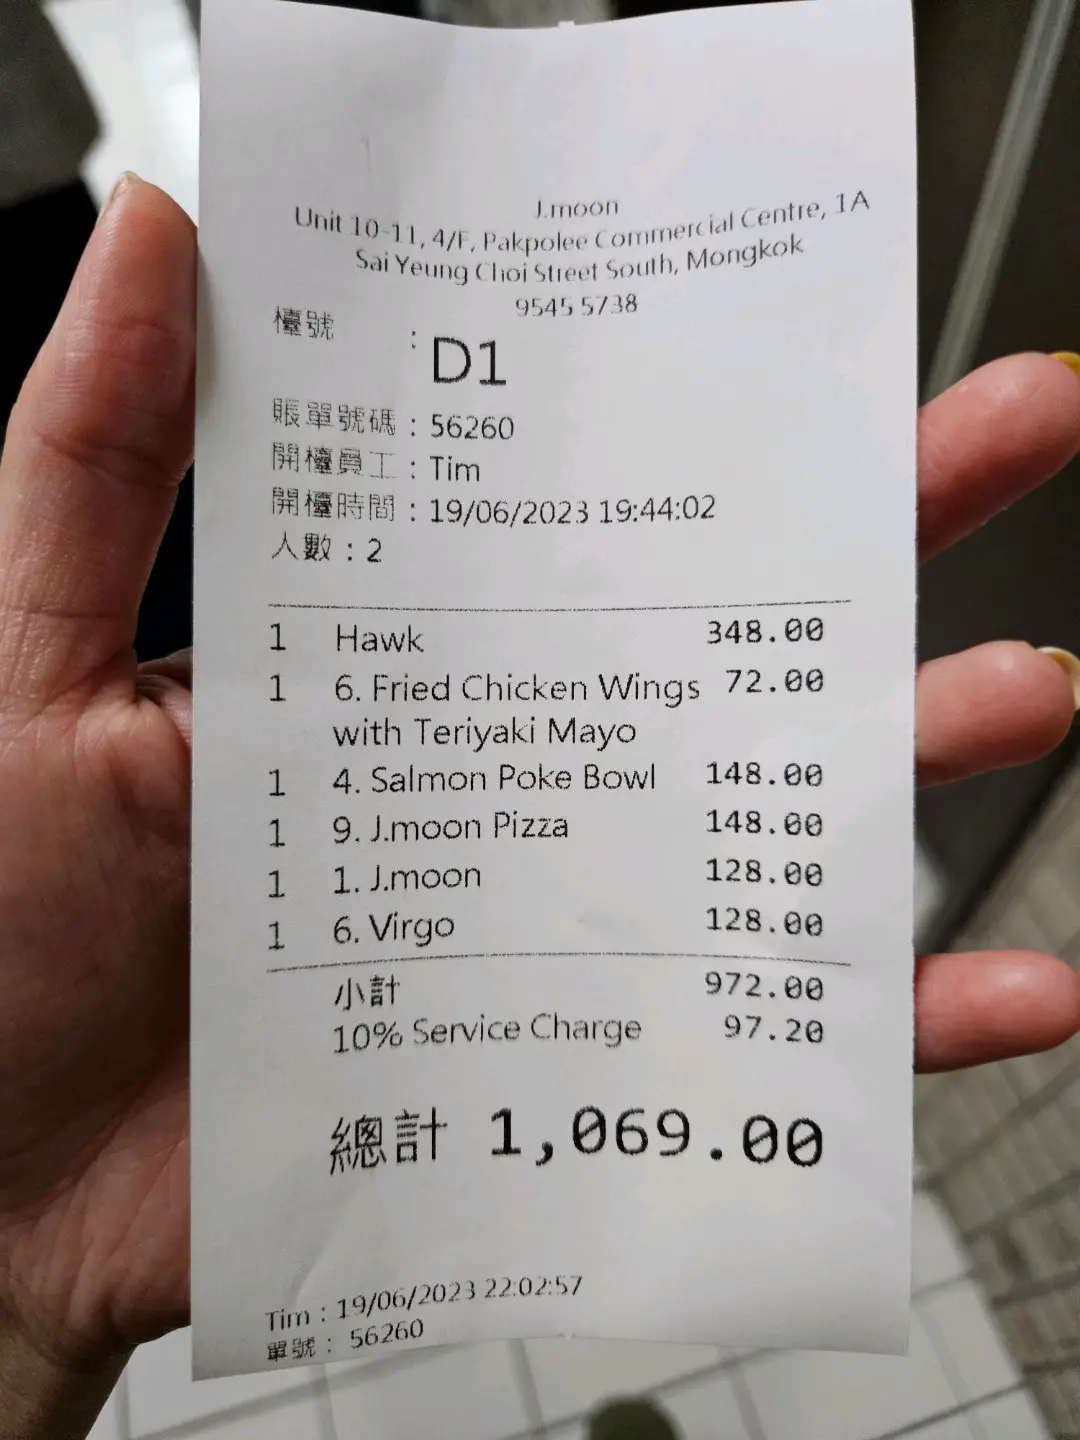 J.moon
Unit 10-11, 4/F, Pakpolee Commercial Centre, 1A
Sai Yeung Choi Street South, Mongkok
9545 5738
檯號 : D1
賬單號碼 : 56260
開檯員工 : Tim
開檯時間 : 19/06/2023 19:44:02
人數 : 2
1 Hawk 348.00
1 6. Fried Chicken Wings 72.00
with Teriyaki Mayo
1 4. Salmon Poke Bowl 148.00
1 9. J.moon Pizza 148.00
1 1. J.moon 128.00
1 6. Virgo 128.00
小計 972.00
10% Service Charge 97.20
總計 1,069.00
Tim : 19/06/2023 22:02:57
單號 : 56260